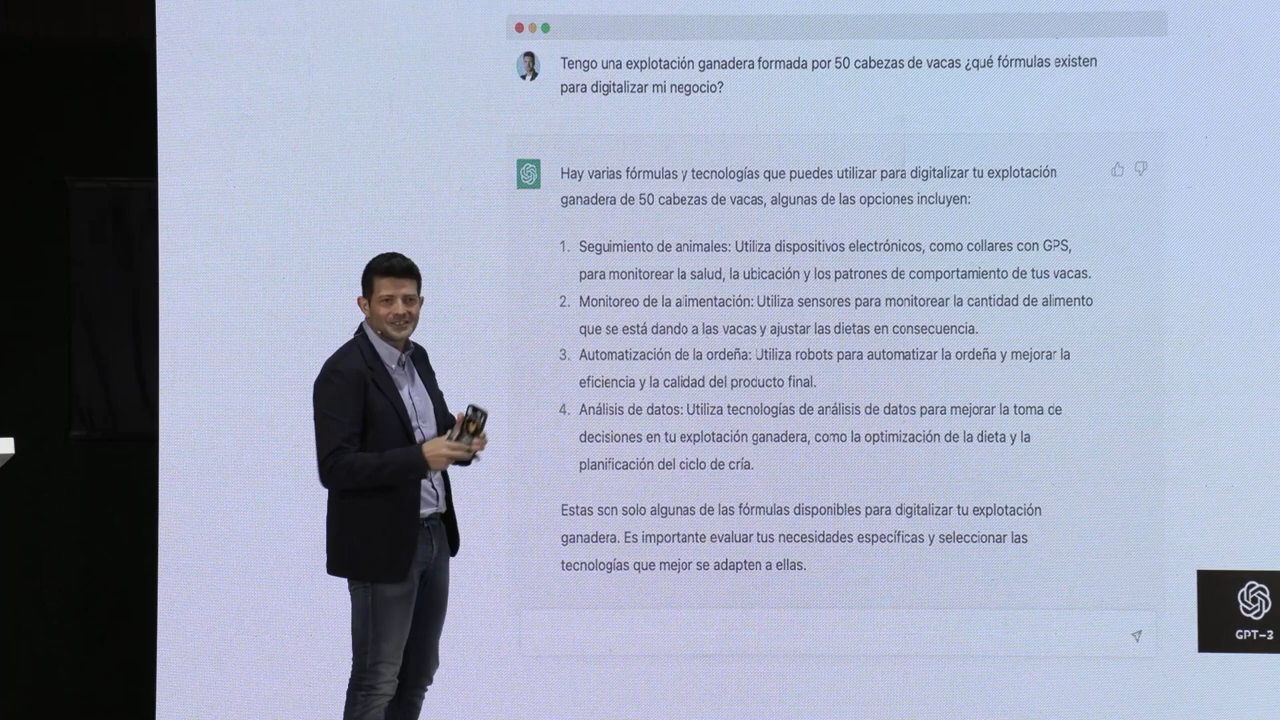 Tengo una explotación ganadera formada por 50 cabezas de vacas ¿qué fórmulas existen
para digitalizar mi negocio?
Hay varias fórmulas y tecnologías que puedes utilizar para digitalizar tu explotación
ganadera de 50 cabezas de vacas, algunas de las opciones incluyen:
1. Seguimiento de animales: Utiliza dispositivos electrónicos, como collares con GPS,
para monitorear la salud, la ubicación y los patrones de comportamiento de tus vacas.
2. Monitoreo de la alimentación: Utiliza sensores para monitorear la cantidad de alimento
que se está dando a las vacas y ajustar las dietas en consecuencia.
3. Automatización de la ordeña: Utiliza robots para automatizar la ordeña y mejorar la
eficiencia y la calidad del producto final.
4. Análisis de datos: Utiliza tecnologías de análisis de datos para mejorar la toma de
decisiones en tu explotación ganadera, como la optimización de la dieta y la
planificación del ciclo de cría.
Estas son solo algunas de las fórmulas disponibles para digitalizar tu explotación
ganadera. Es importante evaluar tus necesidades específicas y seleccionar las
tecnologías que mejor se adapten a ellas.
GPT-3